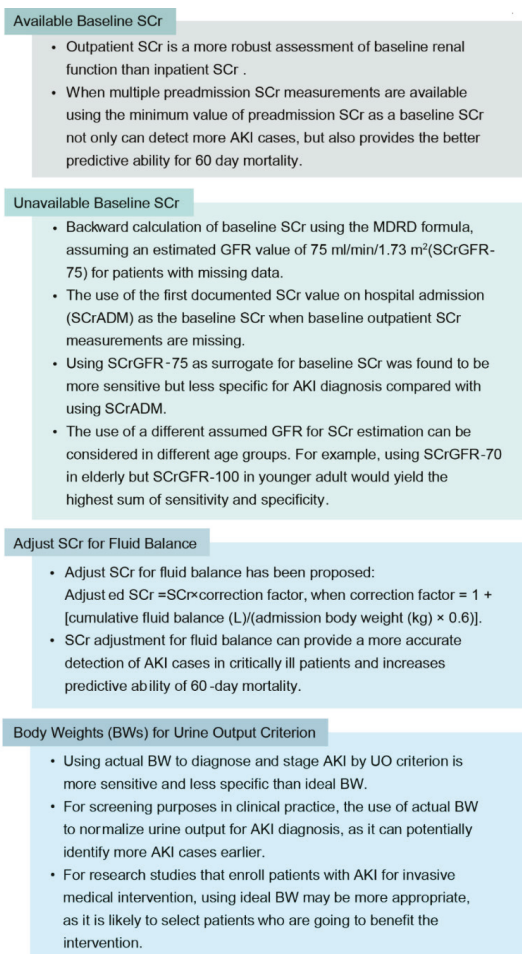 Available Baseline SCr
• Outpatient SCr is a more robust assessment of baseline renal
function than inpatient SCr .
• When multiple preadmission SCr measurements are available
using the minimum value of preadmission SCr as a baseline SCr
not only can detect more AKI cases, but also provides the better
predictive ability for 60 day mortality.
Unavailable Baseline SCr
• Backward calculation of baseline SCr using the MDRD formula,
assuming an estimated GFR value of 75 ml/min/1.73 m²(SCrGFR-
75) for patients with missing data.
• The use of the first documented SCr value on hospital admission
(SCrADM) as the baseline SCr when baseline outpatient SCr
measurements are missing.
• Using SCrGFR-75 as surrogate for baseline SCr was found to be
more sensitive but less specific for AKI diagnosis compared with
using SCrADM.
• The use of a different assumed GFR for SCr estimation can be
considered in different age groups. For example, using SCrGFR-70
in elderly but SCrGFR-100 in younger adult would yield the
highest sum of sensitivity and specificity.
Adjust SCr for Fluid Balance
• Adjust SCr for fluid balance has been proposed:
Adjust ed SCr =SCr×correction factor, when correction factor = 1 +
[cumulative fluid balance (L)/(admission body weight (kg) × 0.6)].
• SCr adjustment for fluid balance can provide a more accurate
detection of AKI cases in critically ill patients and increases
predictive ability of 60 -day mortality.
Body Weights (BWs) for Urine Output Criterion
• Using actual BW to diagnose and stage AKI by UO criterion is
more sensitive and less specific than ideal BW.
• For screening purposes in clinical practice, the use of actual BW
to normalize urine output for AKI diagnosis, as it can potentially
identify more AKI cases earlier.
• For research studies that enroll patients with AKI for invasive
medical intervention, using ideal BW may be more appropriate,
as it is likely to select patients who are going to benefit the
intervention.